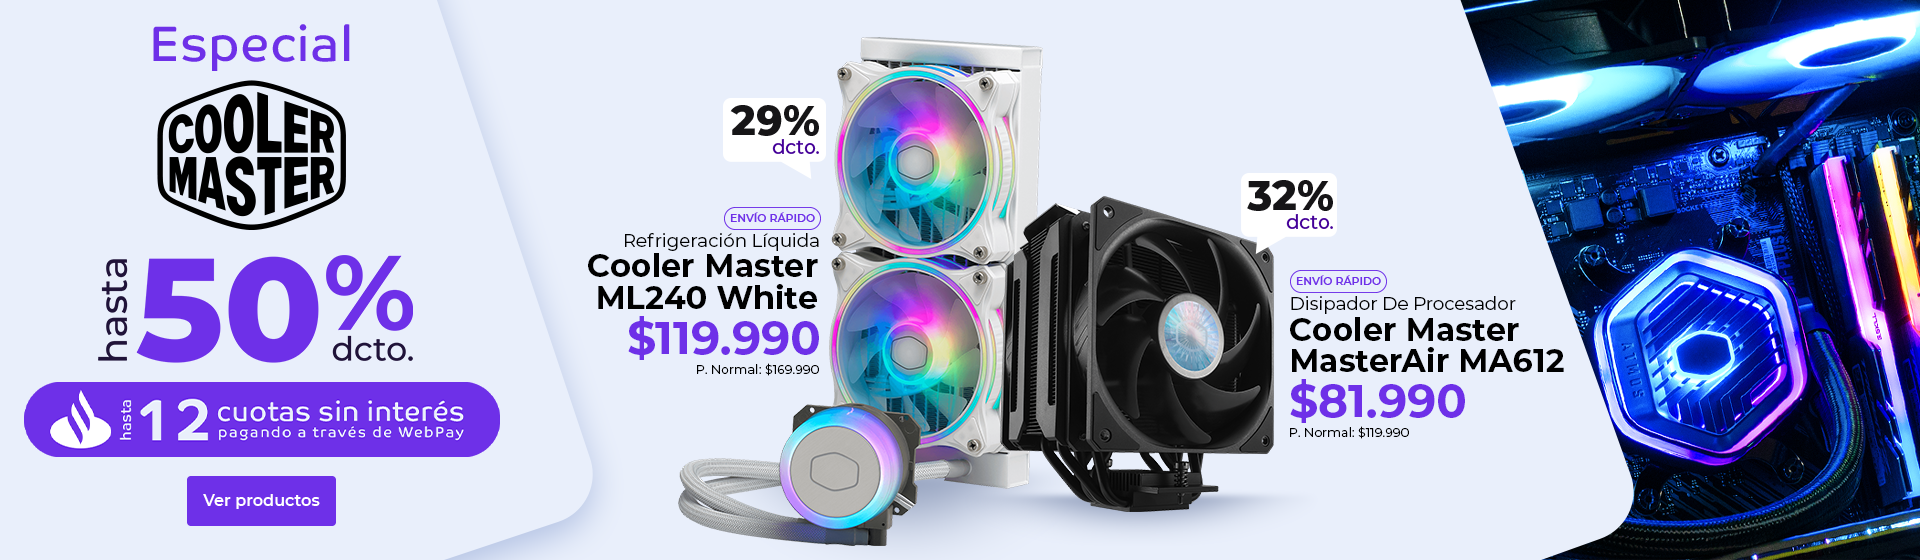 Especial
COOLER
MASTER
hasta
50%
dcto.
hasta
12
cuotas sin interés
pagando a través de WebPay
Ver productos
29%
dcto.
ENVÍO RÁPIDO
Refrigeración Líquida
Cooler Master
ML240 White
$119.990
P. Normal: $169.990
32%
dcto.
ENVÍO RÁPIDO
Disipador De Procesador
Cooler Master
MasterAir MA612
$81.990
P. Normal: $119.990
ATMOS